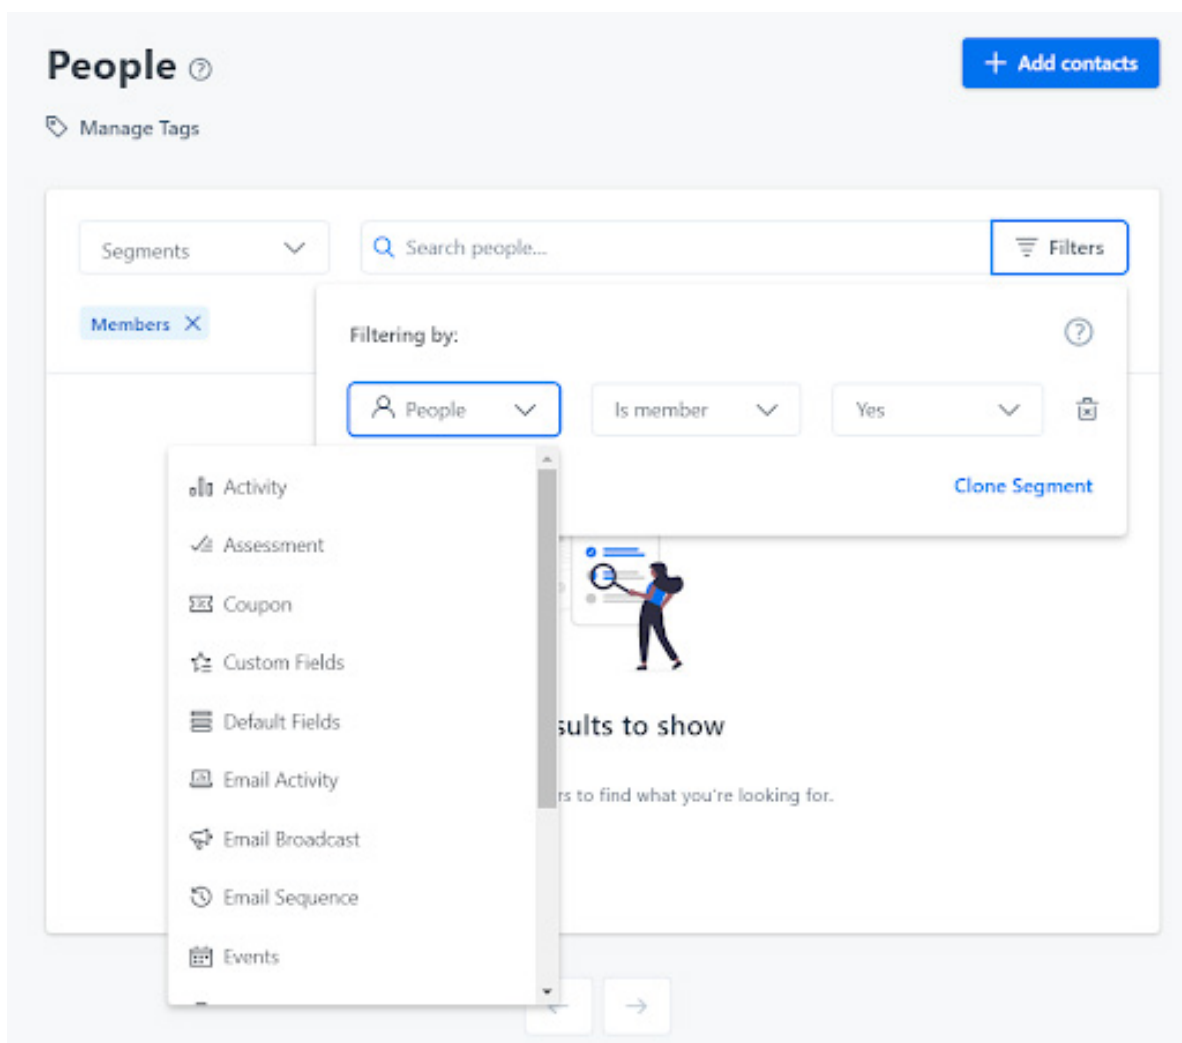 People
+ Add contacts
Manage Tags
Segments
Search people...
Filters
Members
Filtering by:
People
Is member
Yes
Clone Segment
Activity
Assessment
Coupon
Custom Fields
Default Fields
Email Activity
Email Broadcast
Email Sequence
Events
to show
to find what you're looking for.